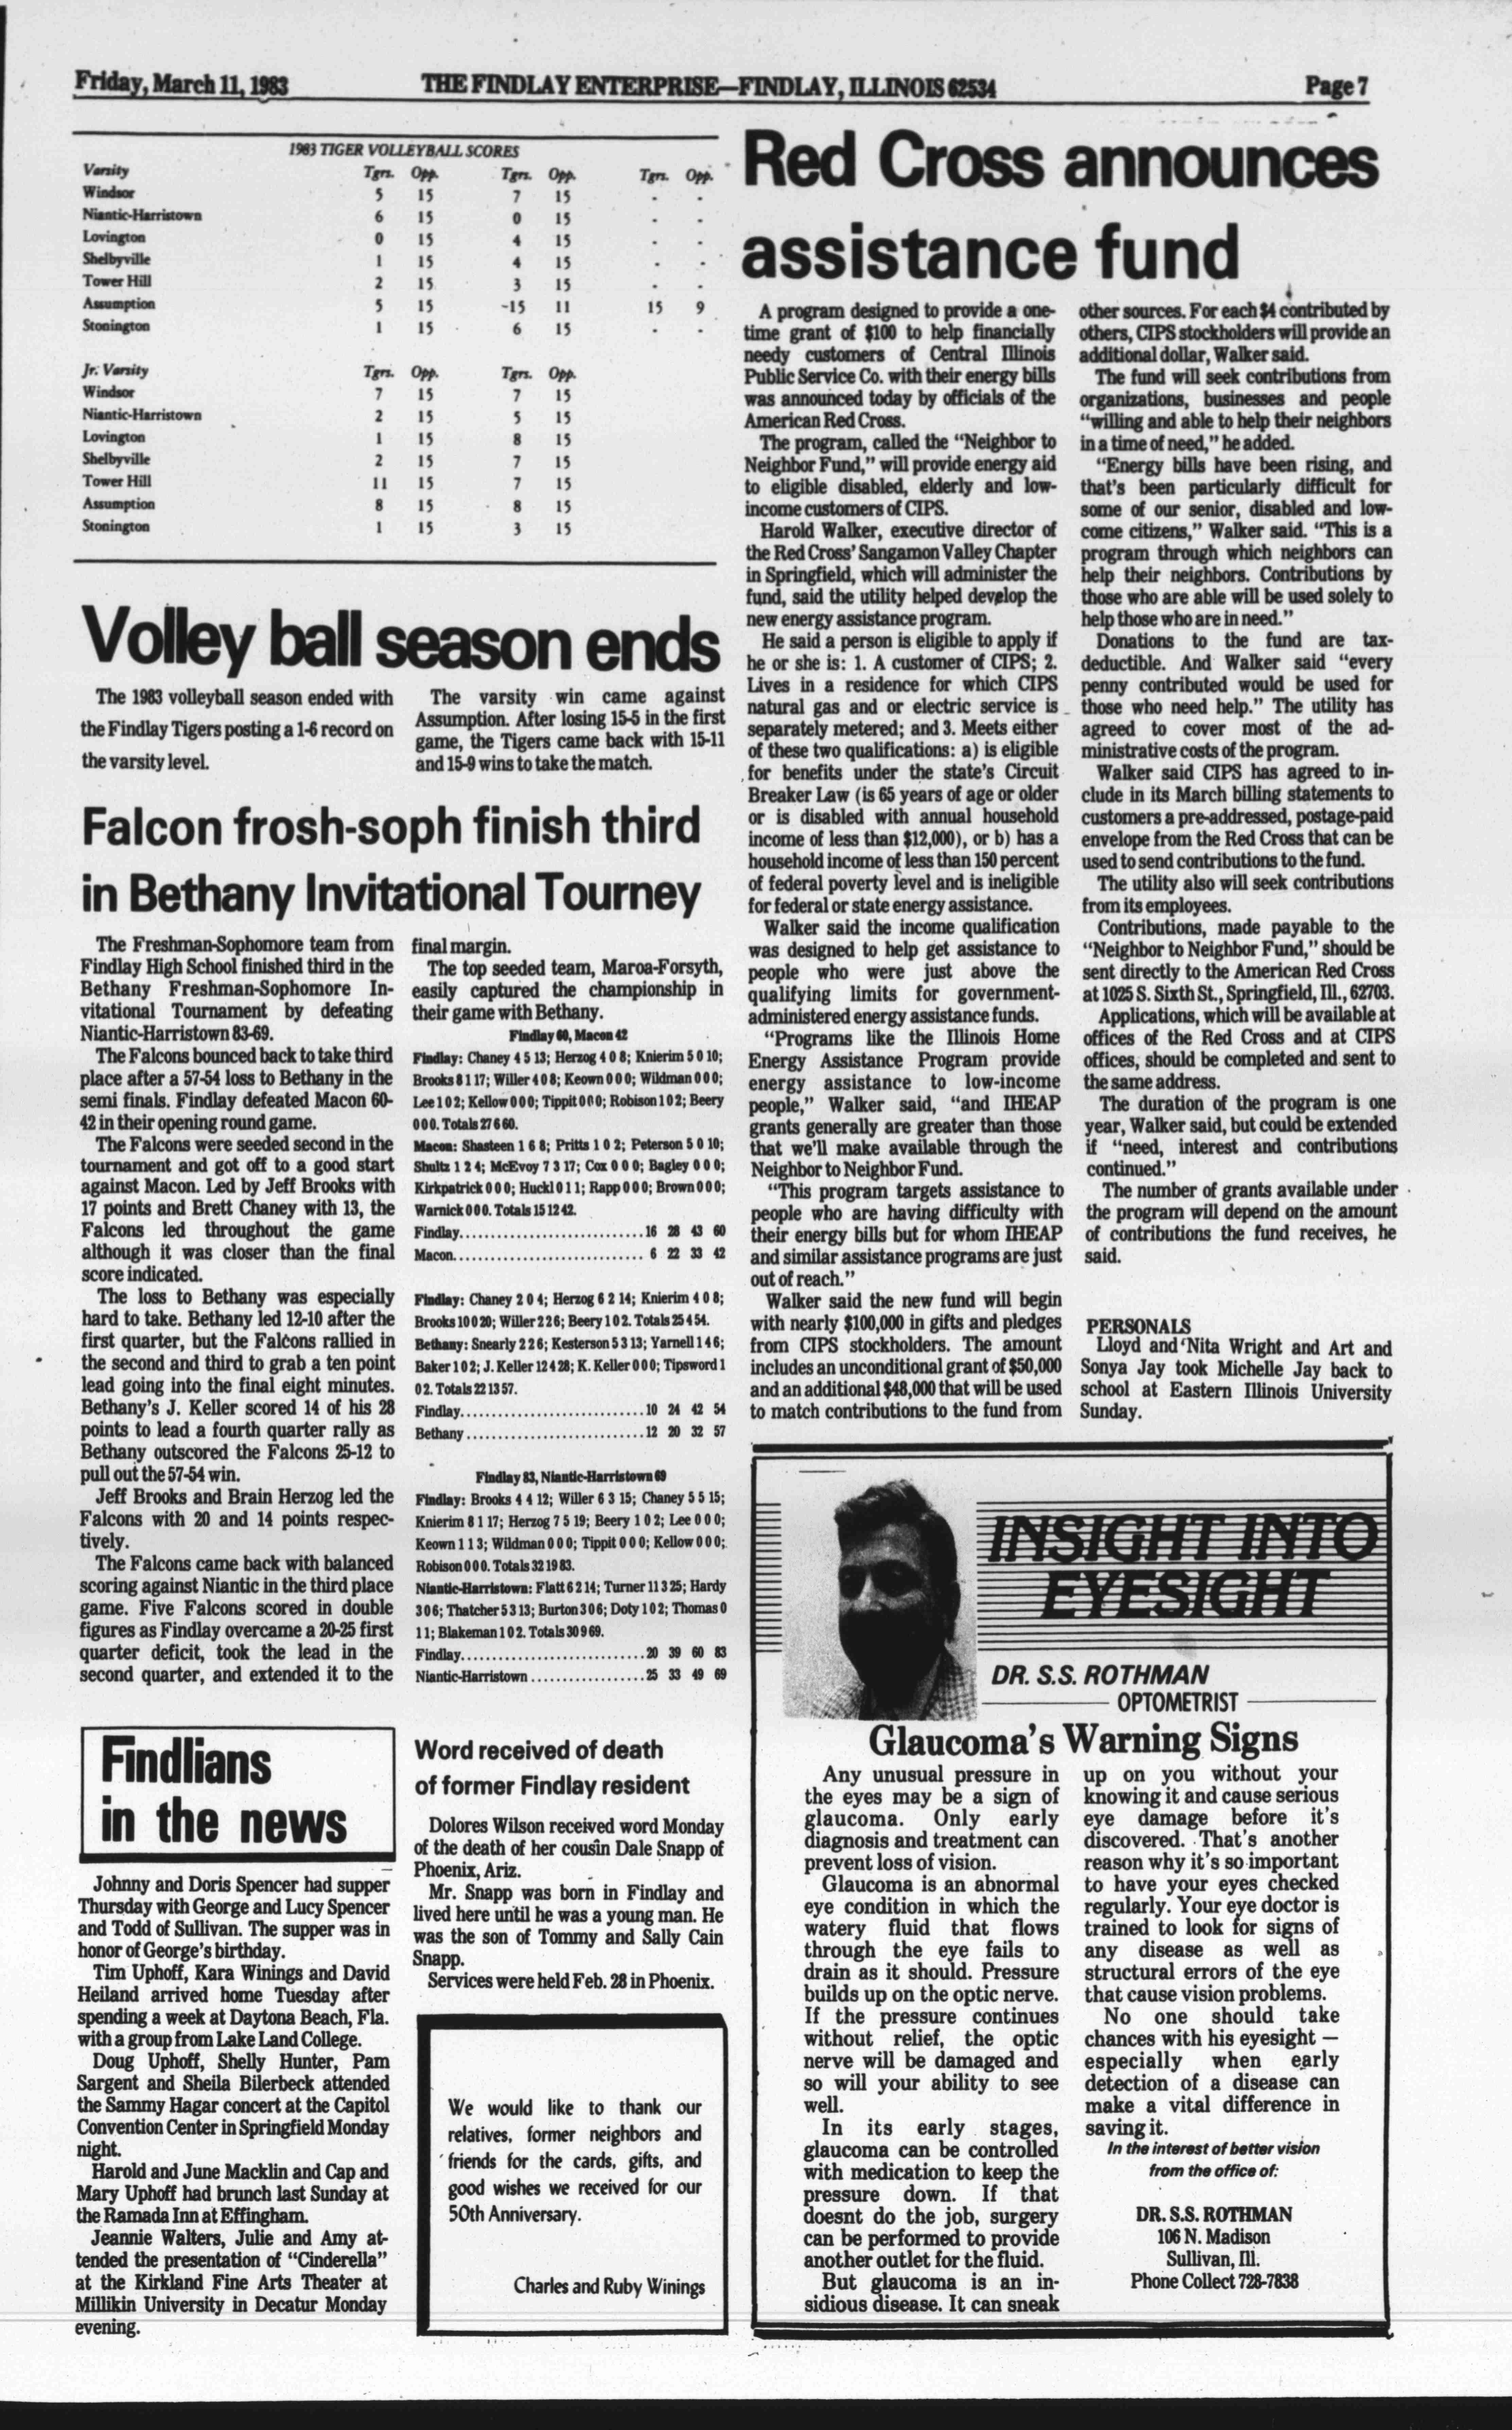 Friday, March 11, 1983
THE FINDLAY ENTERPRISE—FINDLAY, ILLINOIS 62534
Page 7
1983 TIGER VOLLEYBALL SCORES
Varsity Tgrs. Opp. Tgrs. Opp. Tgrs. Opp.
Windsor 5 15 7 15 - -
Niantic-Harristown 6 15 0 15 - -
Lovington 0 15 4 15 - -
Shelbyville 1 15 4 15 - -
Tower Hill 2 15 3 15 - -
Assumption 5 15 -15 11 15 9
Stonington 1 15 6 15 - -
Jr. Varsity Tgrs. Opp. Tgrs. Opp.
Windsor 7 15 7 15
Niantic-Harristown 2 15 5 15
Lovington 1 15 8 15
Shelbyville 2 15 7 15
Tower Hill 11 15 7 15
Assumption 8 15 8 15
Stonington 1 15 3 15
Volley ball season ends
The 1983 volleyball season ended with
the Findlay Tigers posting a 1-6 record on
the varsity level.
The varsity win came against
Assumption. After losing 15-5 in the first
game, the Tigers came back with 15-11
and 15-9 wins to take the match.
Falcon frosh-soph finish third
in Bethany Invitational Tourney
The Freshman-Sophomore team from
Findlay High School finished third in the
Bethany Freshman-Sophomore In-
vitational Tournament by defeating
Niantic-Harristown 83-69.
The Falcons bounced back to take third
place after a 57-54 loss to Bethany in the
semi finals. Findlay defeated Macon 60-
42 in their opening round game.
The Falcons were seeded second in the
tournament and got off to a good start
against Macon. Led by Jeff Brooks with
17 points and Brett Chaney with 13, the
Falcons led throughout the game
although it was closer than the final
score indicated.
The loss to Bethany was especially
hard to take. Bethany led 12-10 after the
first quarter, but the Falcons rallied in
the second and third to grab a ten point
lead going into the final eight minutes.
Bethany's J. Keller scored 14 of his 28
points to lead a fourth quarter rally as
Bethany outscored the Falcons 25-12 to
pull out the 57-54 win.
Jeff Brooks and Brain Herzog led the
Falcons with 20 and 14 points respec-
tively.
The Falcons came back with balanced
scoring against Niantic in the third place
game. Five Falcons scored in double
figures as Findlay overcame a 20-25 first
quarter deficit, took the lead in the
second quarter, and extended it to the
final margin.
The top seeded team, Maroa-Forsyth,
easily captured the championship in
their game with Bethany.
Findlay 60, Macon 42
Findlay: Chaney 4 5 13; Herzog 4 0 8; Knierim 5 0 10;
Brooks 8 1 17; Willer 4 0 8; Keown 0 0 0; Wildman 0 0 0;
Lee 1 0 2; Kellow 0 0 0; Tippit 0 0 0; Robison 1 0 2; Beery
0 0 0. Totals 27 6 60.
Macon: Shasteen 1 6 8; Pritts 1 0 2; Peterson 5 0 10;
Shultz 1 2 4; McEvoy 7 3 17; Cox 0 0 0; Bagley 0 0 0;
Kirkpatrick 0 0 0; Huckl 0 1 1; Rapp 0 0 0; Brown 0 0 0;
Warnick 0 0 0. Totals 15 12 42.
Findlay............................16 28 43 60
Macon............................ 6 22 33 42
Findlay: Chaney 2 0 4; Herzog 6 2 14; Knierim 4 0 8;
Brooks 10 0 20; Willer 2 2 6; Beery 1 0 2. Totals 25 4 54.
Bethany: Snearly 2 2 6; Kesterson 5 3 13; Yarnell 1 4 6;
Baker 1 0 2; J. Keller 12 4 28; K. Keller 0 0 0; Tipsword 1
0 2. Totals 22 13 57.
Findlay............................10 24 42 54
Bethany...........................12 20 32 57
Findlay 83, Niantic-Harristown 69
Findlay: Brooks 4 4 12; Willer 6 3 15; Chaney 5 5 15;
Knierim 8 1 17; Herzog 7 5 19; Beery 1 0 2; Lee 0 0 0;
Keown 1 1 3; Wildman 0 0 0; Tippit 0 0 0; Kellow 0 0 0;
Robison 0 0 0. Totals 32 19 83.
Niantic-Harristown: Flatt 6 2 14; Turner 11 3 25; Hardy
3 0 6; Thatcher 5 3 13; Burton 3 0 6; Doty 1 0 2; Thomas 0
1 1; Blakeman 1 0 2. Totals 30 9 69.
Findlay............................20 39 60 83
Niantic-Harristown .................25 33 49 69
Findlians
in the news
Johnny and Doris Spencer had supper
Thursday with George and Lucy Spencer
and Todd of Sullivan. The supper was in
honor of George's birthday.
Tim Uphoff, Kara Winings and David
Heiland arrived home Tuesday after
spending a week at Daytona Beach, Fla.
with a group from Lake Land College.
Doug Uphoff, Shelly Hunter, Pam
Sargent and Sheila Bilerbeck attended
the Sammy Hagar concert at the Capitol
Convention Center in Springfield Monday
night.
Harold and June Macklin and Cap and
Mary Uphoff had brunch last Sunday at
the Ramada Inn at Effingham.
Jeannie Walters, Julie and Amy at-
tended the presentation of "Cinderella"
at the Kirkland Fine Arts Theater at
Millikin University in Decatur Monday
evening.
Word received of death
of former Findlay resident
Dolores Wilson received word Monday
of the death of her cousin Dale Snapp of
Phoenix, Ariz.
Mr. Snapp was born in Findlay and
lived here until he was a young man. He
was the son of Tommy and Sally Cain
Snapp.
Services were held Feb. 28 in Phoenix.
We would like to thank our
relatives, former neighbors and
friends for the cards, gifts, and
good wishes we received for our
50th Anniversary.
Charles and Ruby Winings
Red Cross announces
assistance fund
A program designed to provide a one-
time grant of $100 to help financially
needy customers of Central Illinois
Public Service Co. with their energy bills
was announced today by officials of the
American Red Cross.
The program, called the "Neighbor to
Neighbor Fund," will provide energy aid
to eligible disabled, elderly and low-
income customers of CIPS.
Harold Walker, executive director of
the Red Cross' Sangamon Valley Chapter
in Springfield, which will administer the
fund, said the utility helped develop the
new energy assistance program.
He said a person is eligible to apply if
he or she is: 1. A customer of CIPS; 2.
Lives in a residence for which CIPS
natural gas and or electric service is
separately metered; and 3. Meets either
of these two qualifications: a) is eligible
for benefits under the state's Circuit
Breaker Law (is 65 years of age or older
or is disabled with annual household
income of less than $12,000), or b) has a
household income of less than 150 percent
of federal poverty level and is ineligible
for federal or state energy assistance.
Walker said the income qualification
was designed to help get assistance to
people who were just above the
qualifying limits for government-
administered energy assistance funds.
"Programs like the Illinois Home
Energy Assistance Program provide
energy assistance to low-income
people," Walker said, "and IHEAP
grants generally are greater than those
that we'll make available through the
Neighbor to Neighbor Fund.
"This program targets assistance to
people who are having difficulty with
their energy bills but for whom IHEAP
and similar assistance programs are just
out of reach."
Walker said the new fund will begin
with nearly $100,000 in gifts and pledges
from CIPS stockholders. The amount
includes an unconditional grant of $50,000
and an additional $48,000 that will be used
to match contributions to the fund from
other sources. For each $4 contributed by
others, CIPS stockholders will provide an
additional dollar, Walker said.
The fund will seek contributions from
organizations, businesses and people
"willing and able to help their neighbors
in a time of need," he added.
"Energy bills have been rising, and
that's been particularly difficult for
some of our senior, disabled and low-
come citizens," Walker said. "This is a
program through which neighbors can
help their neighbors. Contributions by
those who are able will be used solely to
help those who are in need."
Donations to the fund are tax-
deductible. And Walker said "every
penny contributed would be used for
those who need help." The utility has
agreed to cover most of the ad-
ministrative costs of the program.
Walker said CIPS has agreed to in-
clude in its March billing statements to
customers a pre-addressed, postage-paid
envelope from the Red Cross that can be
used to send contributions to the fund.
The utility also will seek contributions
from its employees.
Contributions, made payable to the
"Neighbor to Neighbor Fund," should be
sent directly to the American Red Cross
at 1025 S. Sixth St., Springfield, Ill., 62703.
Applications, which will be available at
offices of the Red Cross and at CIPS
offices, should be completed and sent to
the same address.
The duration of the program is one
year, Walker said, but could be extended
if "need, interest and contributions
continued."
The number of grants available under
the program will depend on the amount
of contributions the fund receives, he
said.
PERSONALS
Lloyd and 'Nita Wright and Art and
Sonya Jay took Michelle Jay back to
school at Eastern Illinois University
Sunday.
INSIGHT INTO
EYESIGHT
DR. S.S. ROTHMAN
OPTOMETRIST
Glaucoma's Warning Signs
Any unusual pressure in
the eyes may be a sign of
glaucoma. Only early
diagnosis and treatment can
prevent loss of vision.
Glaucoma is an abnormal
eye condition in which the
watery fluid that flows
through the eye fails to
drain as it should. Pressure
builds up on the optic nerve.
If the pressure continues
without relief, the optic
nerve will be damaged and
so will your ability to see
well.
In its early stages,
glaucoma can be controlled
with medication to keep the
pressure down. If that
doesnt do the job, surgery
can be performed to provide
another outlet for the fluid.
But glaucoma is an in-
sidious disease. It can sneak
up on you without your
knowing it and cause serious
eye damage before it's
discovered. That's another
reason why it's so important
to have your eyes checked
regularly. Your eye doctor is
trained to look for signs of
any disease as well as
structural errors of the eye
that cause vision problems.
No one should take
chances with his eyesight —
especially when early
detection of a disease can
make a vital difference in
saving it.
In the interest of better vision
from the office of:
DR. S.S. ROTHMAN
106 N. Madison
Sullivan, Ill.
Phone Collect 728-7838